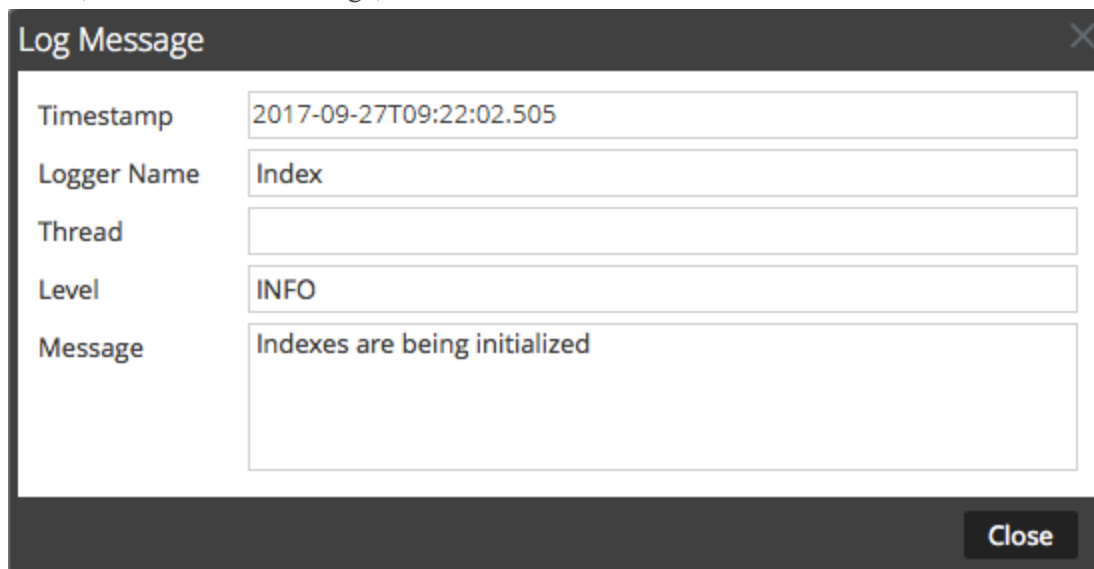 Log Message
Timestamp 2017-09-27T09:22:02.505
Logger Name Index
Thread
Level INFO
Message Indexes are being initialized
Close